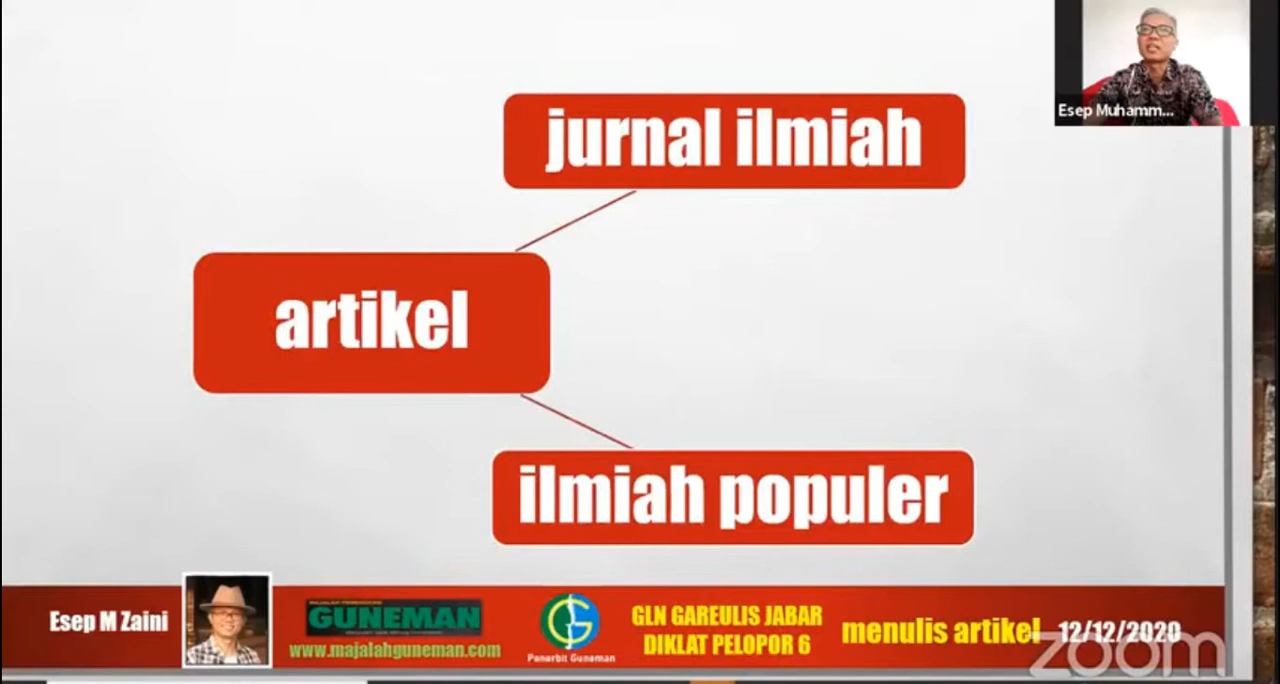 Esep Muhamm...
jurnal ilmiah
artikel
ilmiah populer
Esep M Zaini
GUNEMAN
www.majalahguneman.com
Penerbit Guneman
GLN GAREULIS JABAR
DIKLAT PELOPOR 6
menulis artikel
12/12/2020
zoom